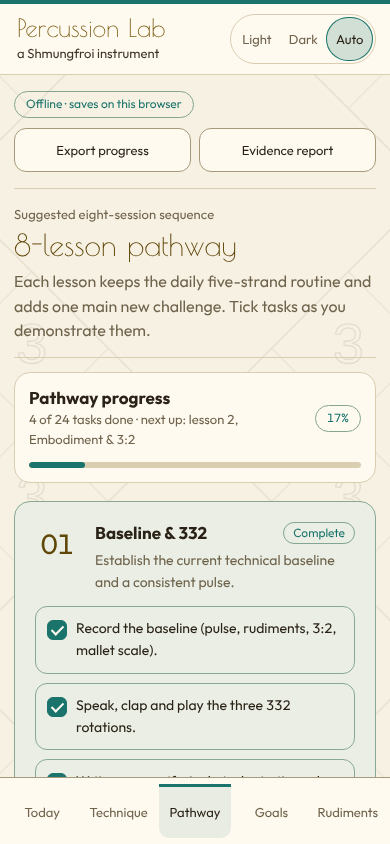 Percussion Lab
a Shmungfroi instrument
Light
Dark
Auto
Offline · saves on this browser
Export progress
Evidence report
Suggested eight-session sequence
8-lesson pathway
Each lesson keeps the daily five-strand routine and
adds one main new challenge. Tick tasks as you
demonstrate them.
3
3
Pathway progress
4 of 24 tasks done · next up: lesson 2,
Embodiment & 3:2
17%
01
Baseline & 332
Complete
Establish the current technical baseline
and a consistent pulse.
Record the baseline (pulse, rudiments, 3:2,
mallet scale).
Speak, clap and play the three 332
rotations.
Today
Technique
Pathway
Goals
Rudiments